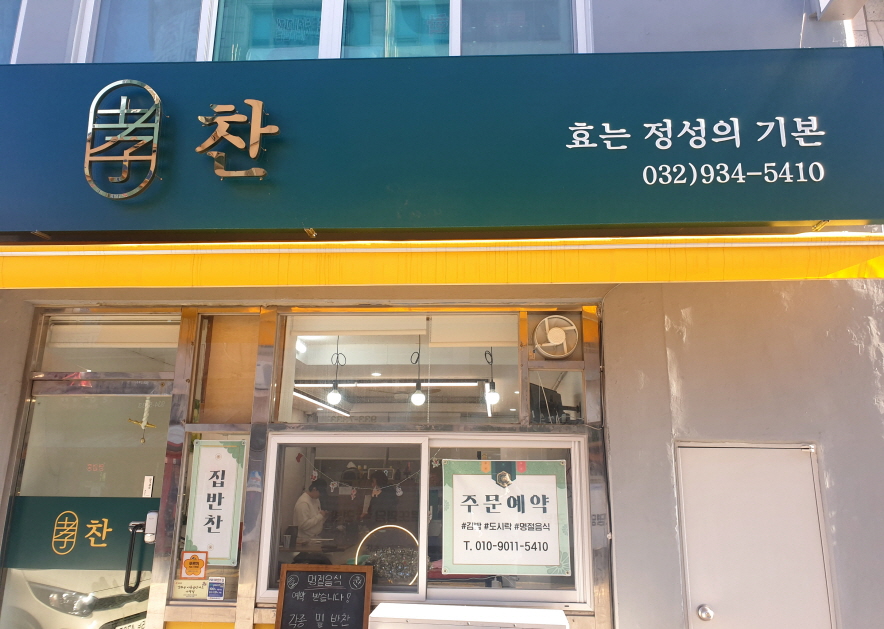 孝 찬
효는 정성의 기본
032)934-5410
집반찬
주문예약
#김밥 #도시락 #명절음식
T. 010-9011-5410
孝 찬
명절음식
예약 받습니다!
각종 밑반찬